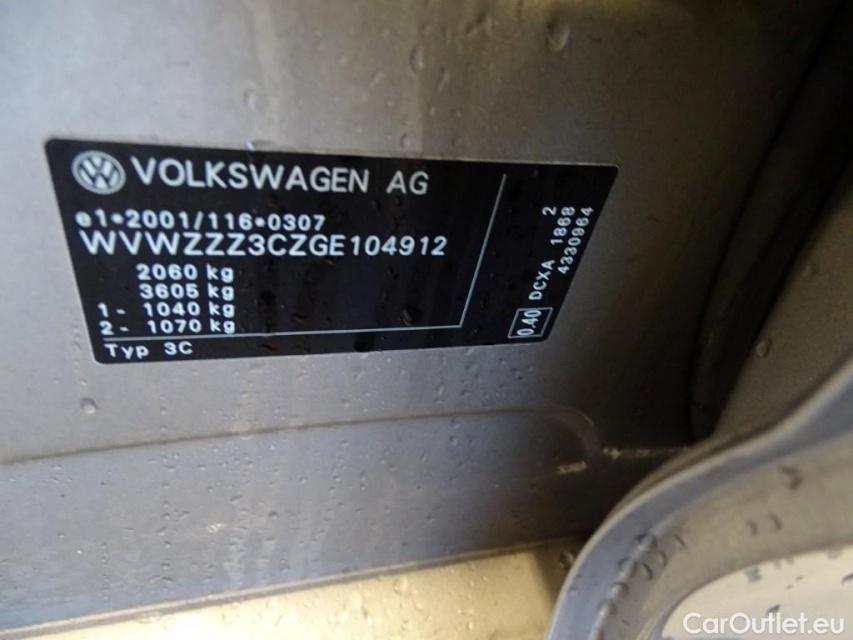 VOLKSWAGEN AG
e1*2001/116*0307
WVWZZZ3CZGE104912
2060 kg
3605 kg
1- 1040 kg
2- 1070 kg
Typ 3C
0.40 DCXA 1868 2
4330964
CarOutlet.eu